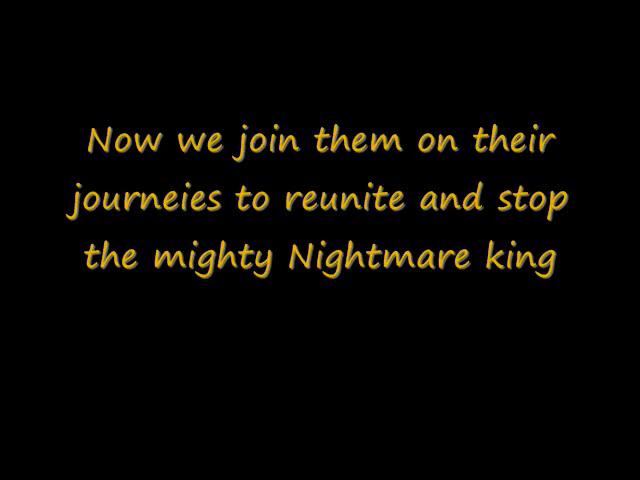 Now we join them on their
journeies to reunite and stop
the mighty Nightmare king